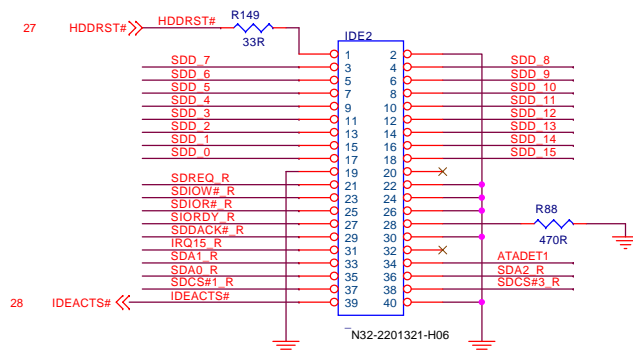 R149
27 HDDRST# HDDRST#
33R
IDE2
1 2
SDD_7 3 4 SDD_8
SDD_6 5 6 SDD_9
SDD_5 7 8 SDD_10
SDD_4 9 10 SDD_11
SDD_3 11 12 SDD_12
SDD_2 13 14 SDD_13
SDD_1 15 16 SDD_14
SDD_0 17 18 SDD_15
19 20
SDREQ_R 21 22
SDIOW#_R 23 24
SDIOR#_R 25 26
SIORDY_R 27 28 R88
SDDACK#_R 29 30 470R
IRQ15_R 31 32
SDA1_R 33 34 ATADET1
SDA0_R 35 36 SDA2_R
SDCS#1_R 37 38 SDCS#3_R
28 IDEACTS# IDEACTS# 39 40
_N32-2201321-H06